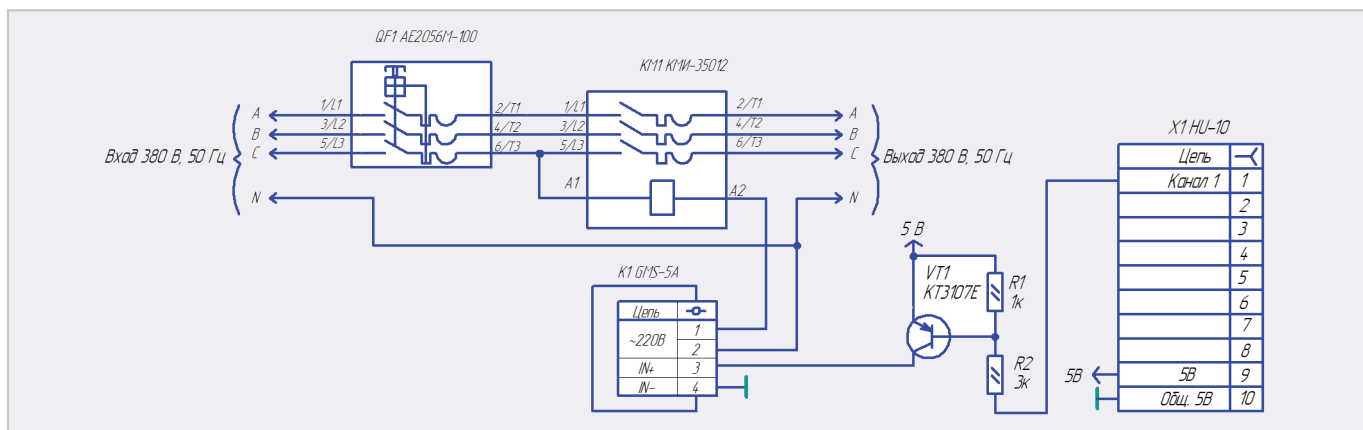 QF1 АЕ2056М-100
КМ1 КМИ-35012
Вход 380 В, 50 Гц
A
B
C
N
1/L1
3/L2
5/L3
2/T1
4/T2
6/T3
1/L1
3/L2
5/L3
A1
A2
2/T1
4/T2
6/T3
A
B
C
N
Выход 380 В, 50 Гц
K1 GMS-5A
Цепь
~220В 1
2
IN+ 3
IN- 4
5 В
VT1
КТ3107Е
R1
1к
R2
3к
X1 HU-10
Цепь
Канал 1 1
2
3
4
5
6
7
8
5В 5В 9
Общ. 5В 10